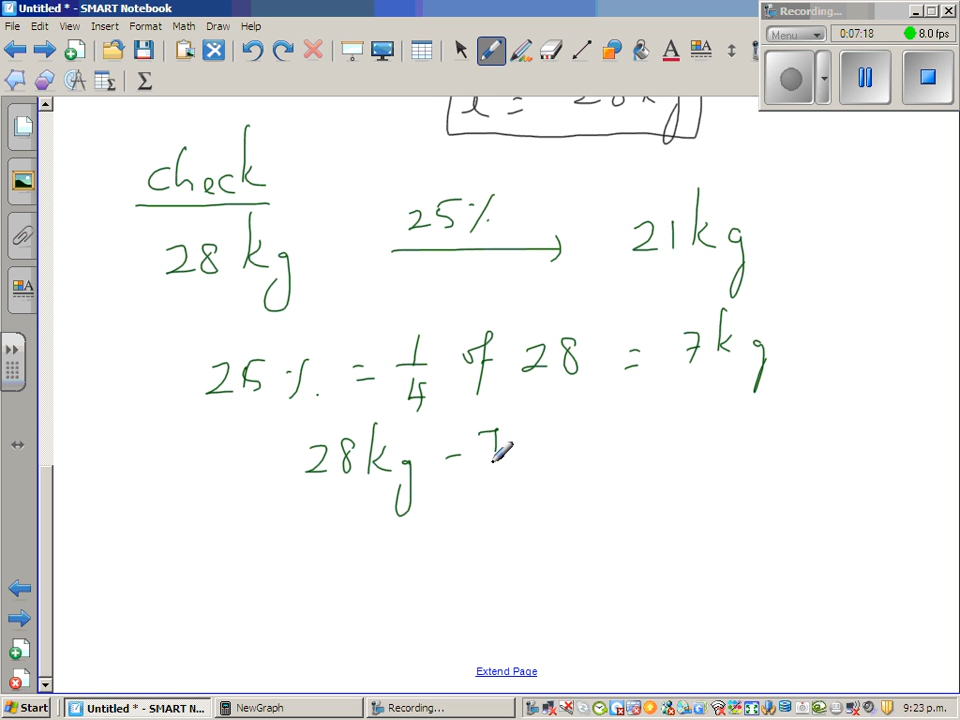 Untitled * - SMART Notebook
Recording...
File Edit View Insert Format Math Draw Help
Menu
0:07:18
8.0 fps
x = 28kg
check
28 kg 25% 21kg
25% = 1/4 of 28 = 7kg
28kg - 7
Extend Page
Start
Untitled * - SMART N...
NewGraph
Recording...
9:23 p.m.